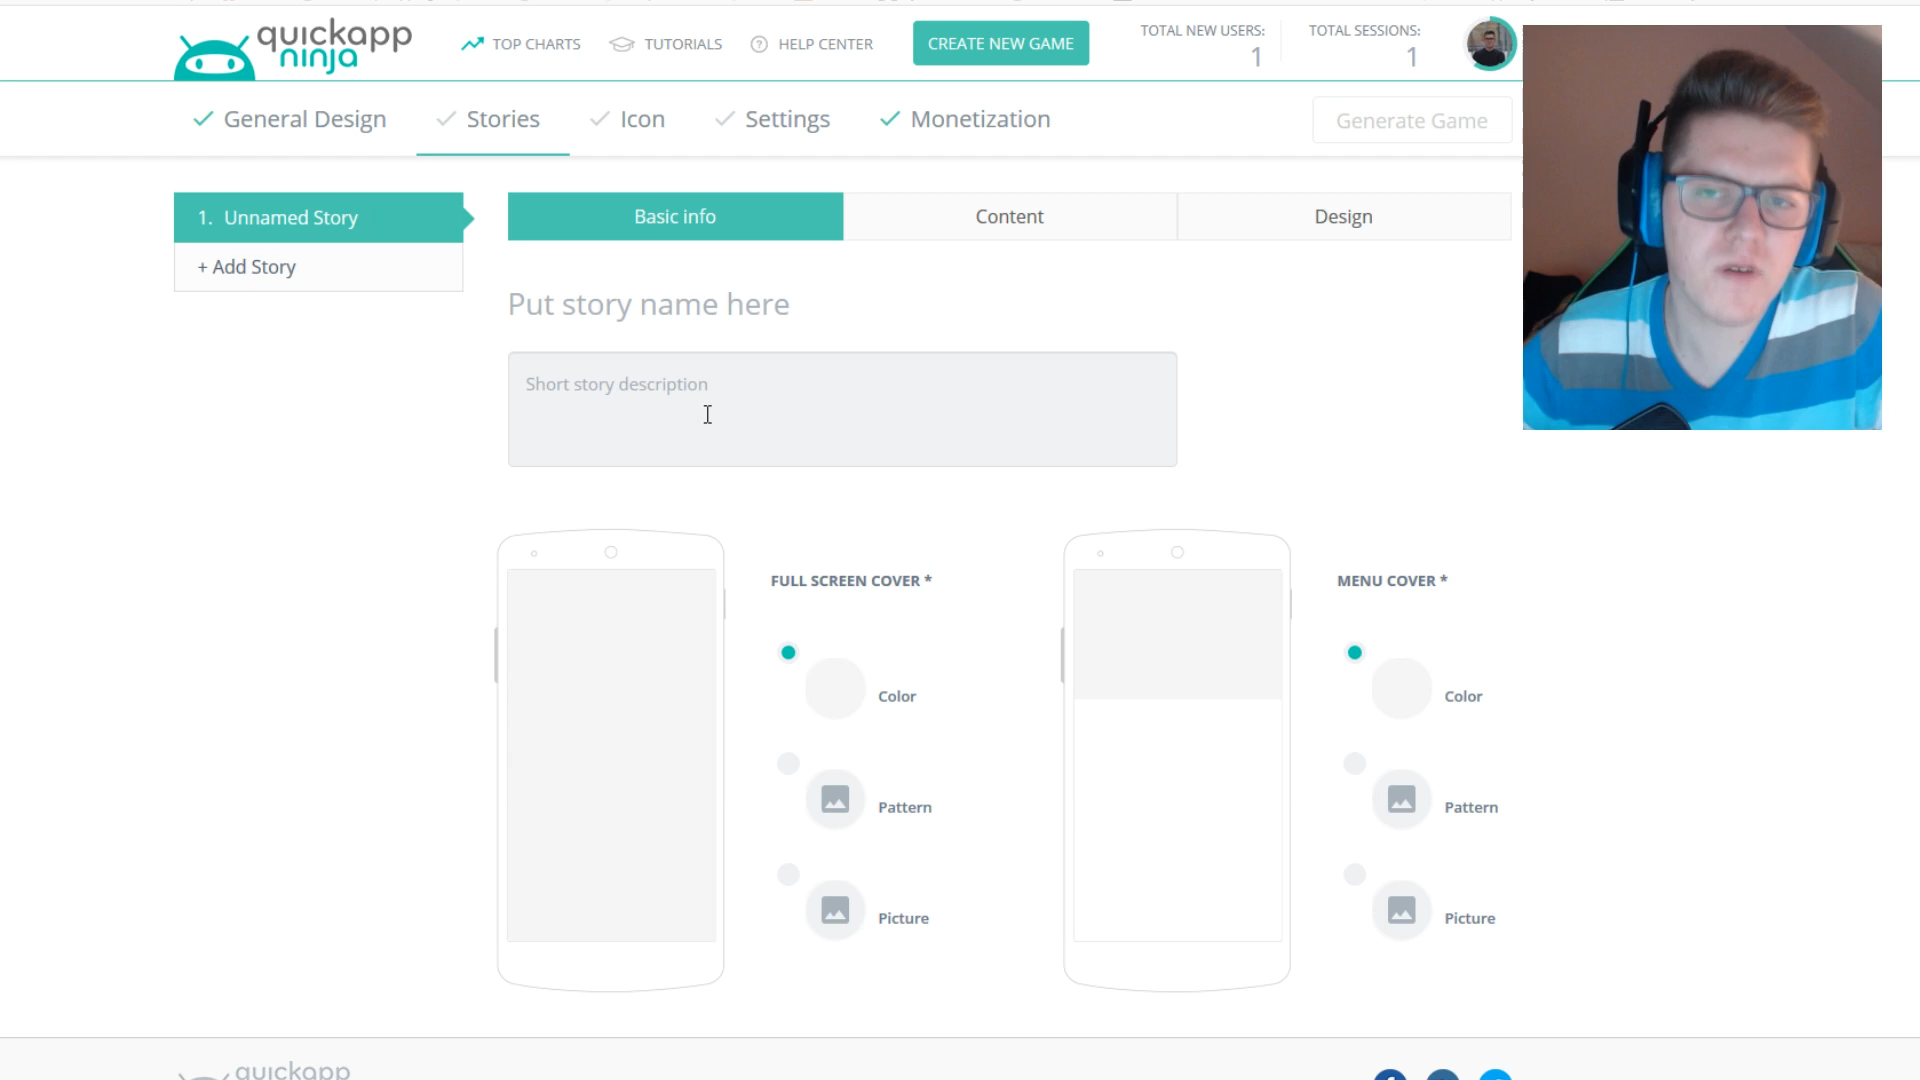 quickapp
ninja
TOP CHARTS
TUTORIALS
HELP CENTER
CREATE NEW GAME
TOTAL NEW USERS:
1
TOTAL SESSIONS:
1
General Design
Stories
Icon
Settings
Monetization
Generate Game
1. Unnamed Story
+ Add Story
Basic info
Content
Design
Put story name here
Short story description
FULL SCREEN COVER *
Color
Pattern
Picture
MENU COVER *
Color
Pattern
Picture
quickapp